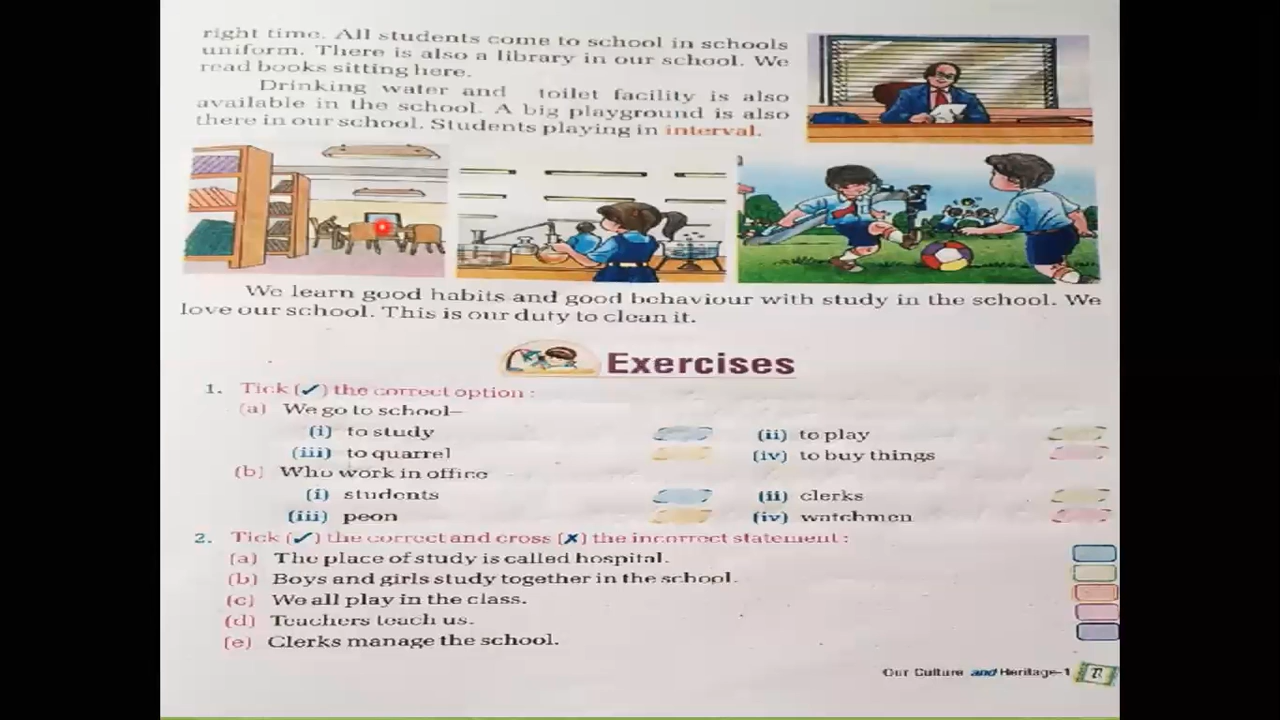 right time. All students come to school in schools
uniform. There is also a library in our school. We
read books sitting here.
Drinking water and toilet facility is also
available in the school. A big playground is also
there in our school. Students playing in interval.
We learn good habits and good behaviour with study in the school. We
love our school. This is our duty to clean it.
Exercises
1. Tick (✓) the correct option :
(a) We go to school–
(i) to study (ii) to play
(iii) to quarrel (iv) to buy things
(b) Who work in office
(i) students (ii) clerks
(iii) peon (iv) watchmen
2. Tick (✓) the correct and cross (✗) the incorrect statement :
(a) The place of study is called hospital.
(b) Boys and girls study together in the school.
(c) We all play in the class.
(d) Teachers teach us.
(e) Clerks manage the school.
Our Culture and Heritage–1